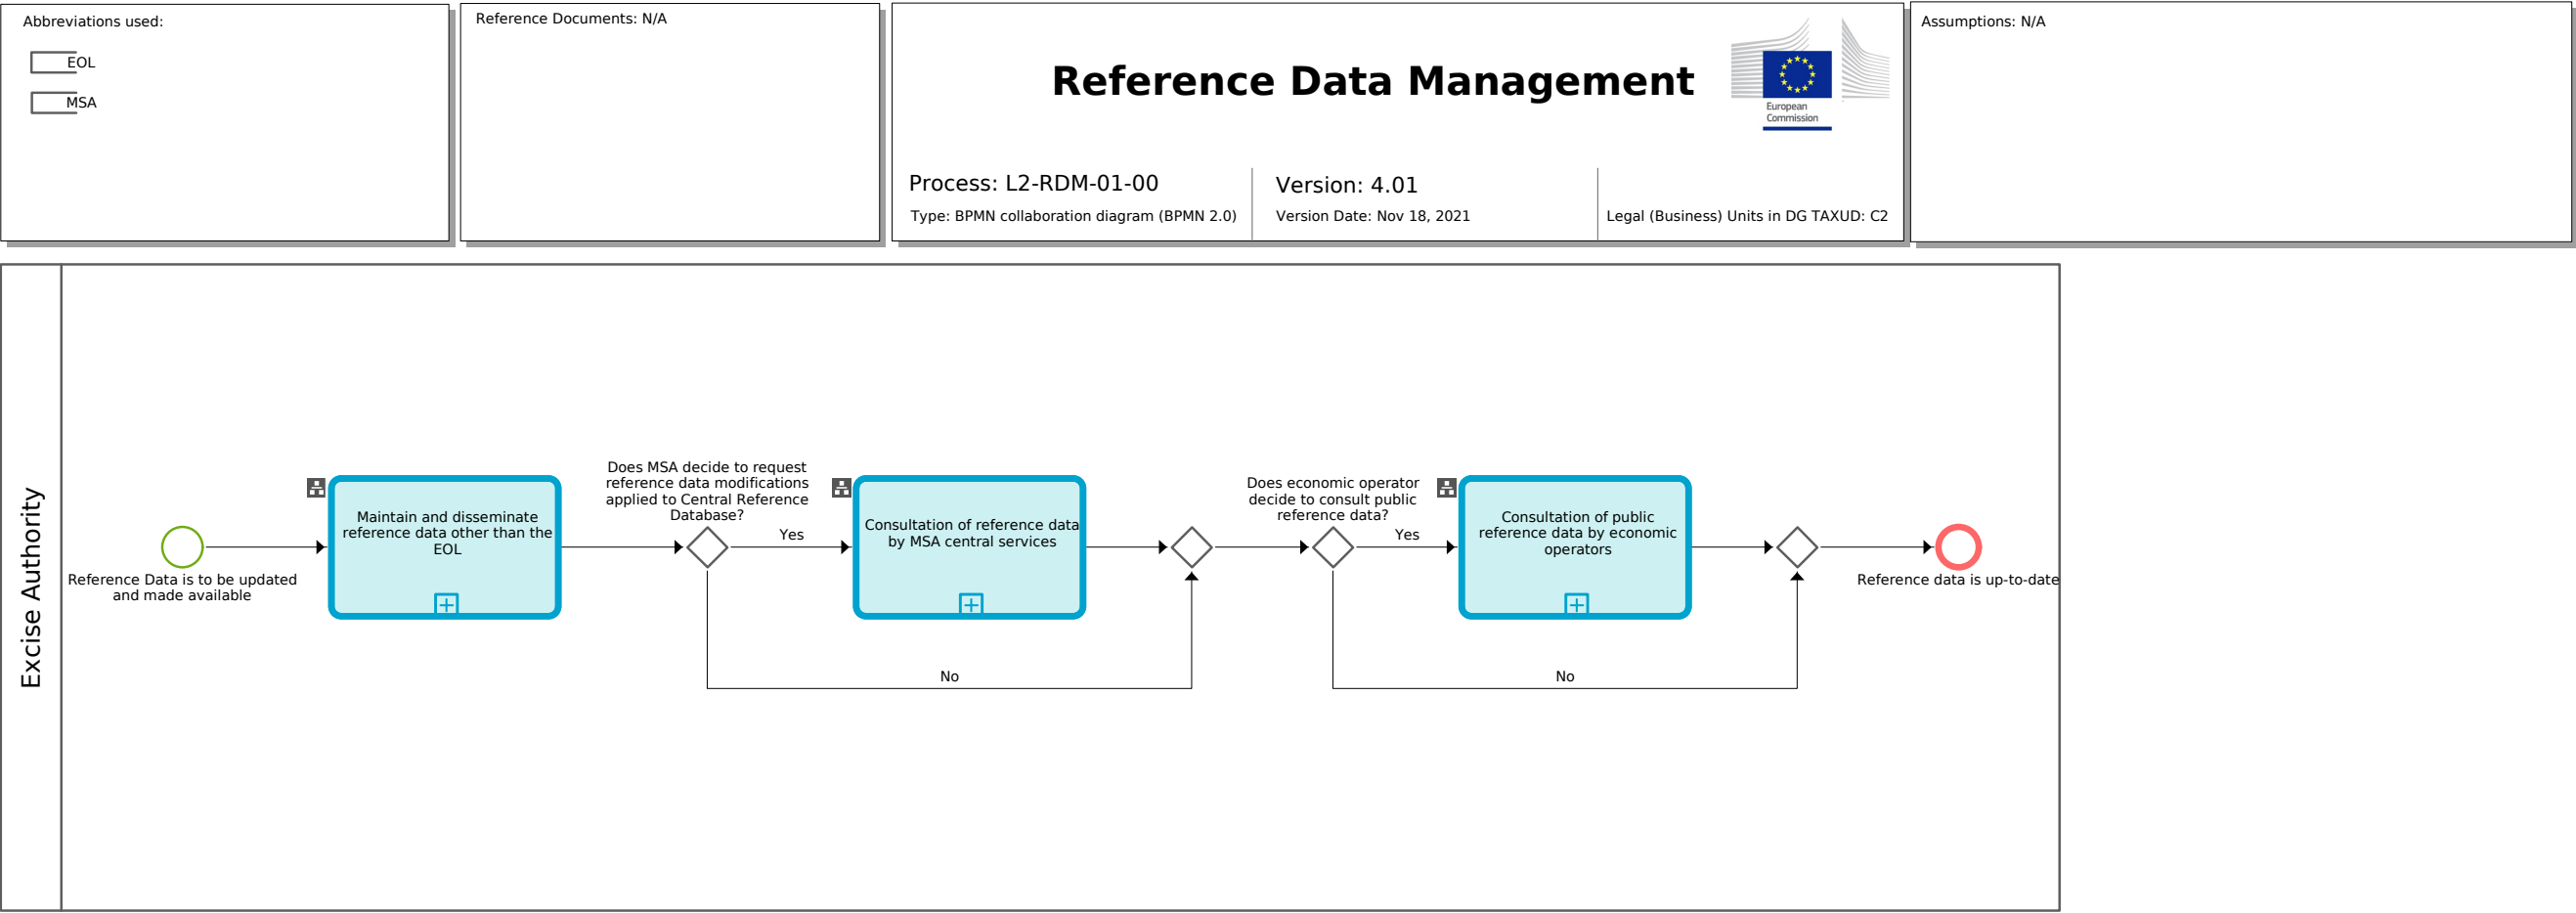 Abbreviations used:
EOL
MSA
Reference Documents: N/A
Reference Data Management
European
Commission
Process: L2-RDM-01-00
Type: BPMN collaboration diagram (BPMN 2.0)
Version: 4.01
Version Date: Nov 18, 2021
Legal (Business) Units in DG TAXUD: C2
Assumptions: N/A
Excise Authority
Reference Data is to be updated
and made available
Maintain and disseminate
reference data other than the
EOL
Does MSA decide to request
reference data modifications
applied to Central Reference
Database?
Yes
No
Consultation of reference data
by MSA central services
Does economic operator
decide to consult public
reference data?
Yes
No
Consultation of public
reference data by economic
operators
Reference data is up-to-date